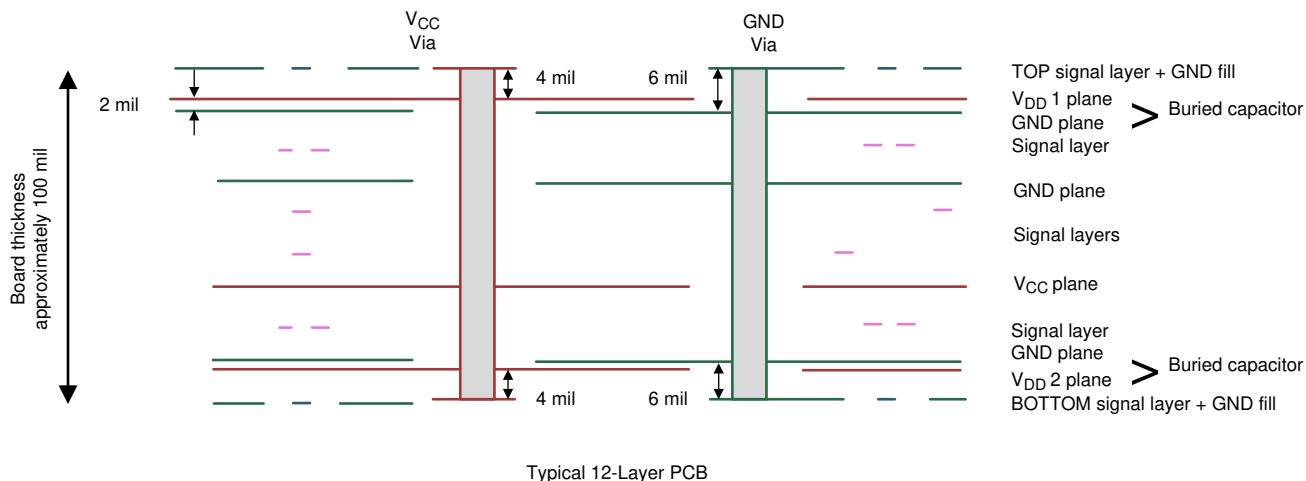 VCC
Via
GND
Via
4 mil
6 mil
2 mil
Board thickness
approximately 100 mil
TOP signal layer + GND fill
VDD 1 plane
GND plane
> Buried capacitor
Signal layer
GND plane
Signal layers
VCC plane
Signal layer
GND plane
VDD 2 plane
> Buried capacitor
BOTTOM signal layer + GND fill
4 mil
6 mil
Typical 12-Layer PCB